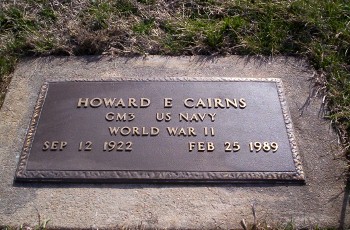 HOWARD E CAIRNS
GM3 US NAVY
WORLD WAR II
SEP 12 1922 FEB 25 1989